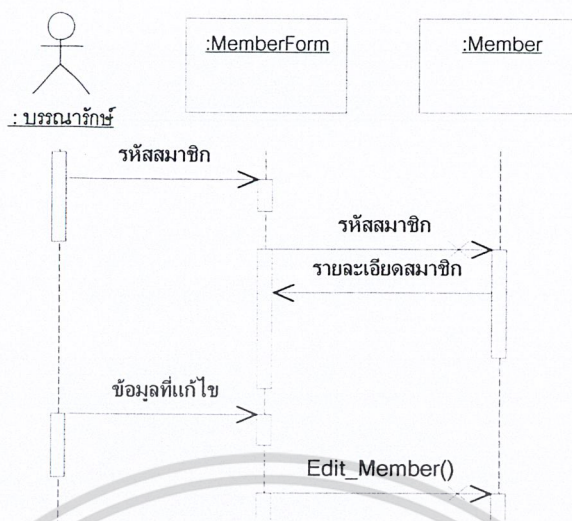 :MemberForm
:Member
: บรรณารักษ์
รหัสสมาชิก
รหัสสมาชิก
รายละเอียดสมาชิก
ข้อมูลที่แก้ไข
Edit_Member()